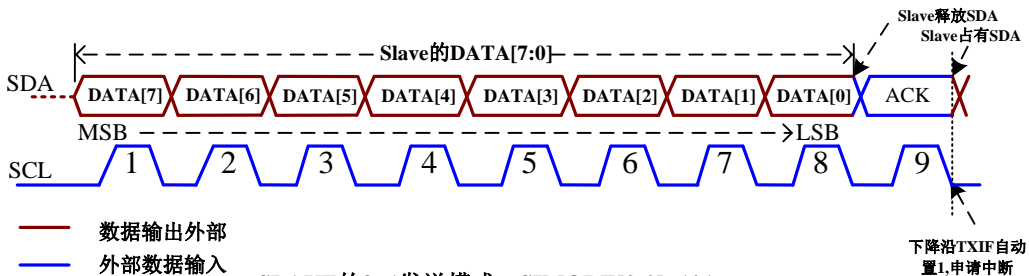 Slave释放SDA
Slave占有SDA
Slave的DATA[7:0]
SDA
DATA[7] DATA[6] DATA[5] DATA[4] DATA[3] DATA[2] DATA[1] DATA[0] ACK
MSB LSB
SCL
1 2 3 4 5 6 7 8 9
数据输出外部
外部数据输入
下降沿TXIF自动
置1,申请中断